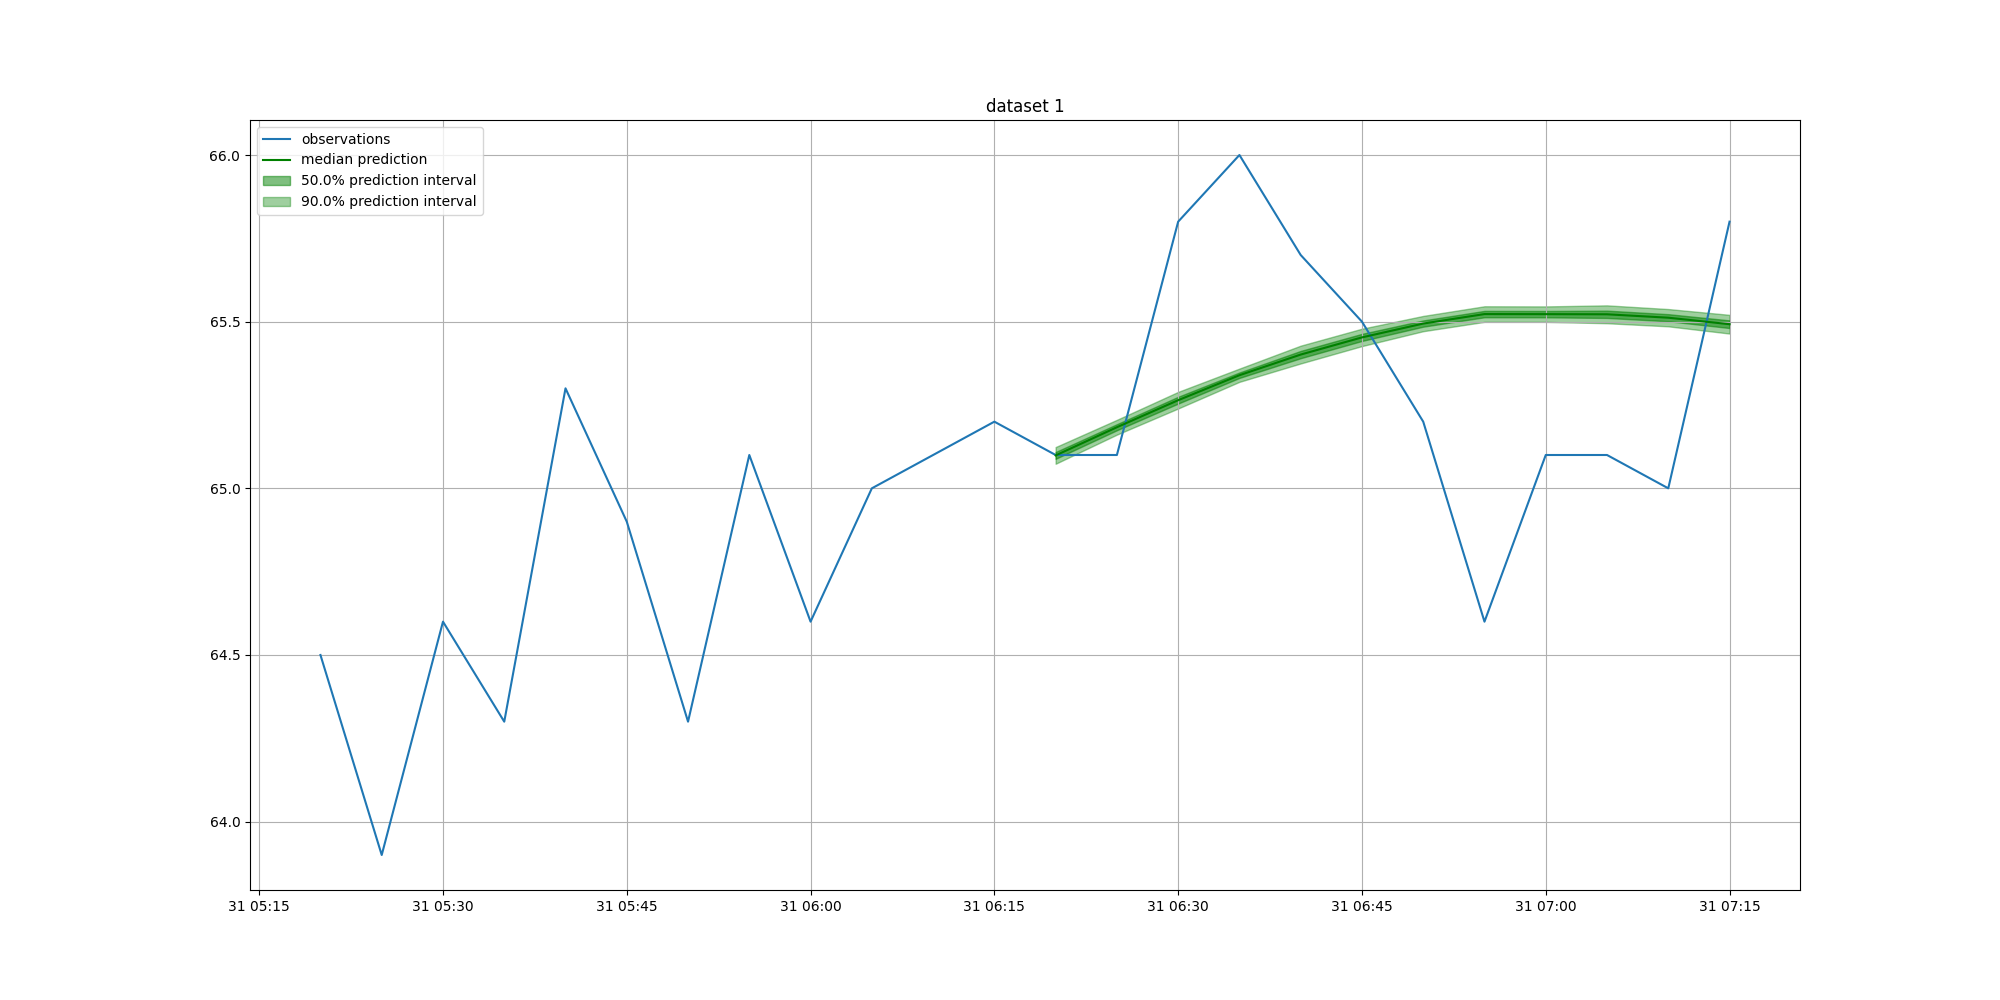 dataset 1
observations
median prediction
50.0% prediction interval
90.0% prediction interval
66.0
65.5
65.0
64.5
64.0
31 05:15 31 05:30 31 05:45 31 06:00 31 06:15 31 06:30 31 06:45 31 07:00 31 07:15